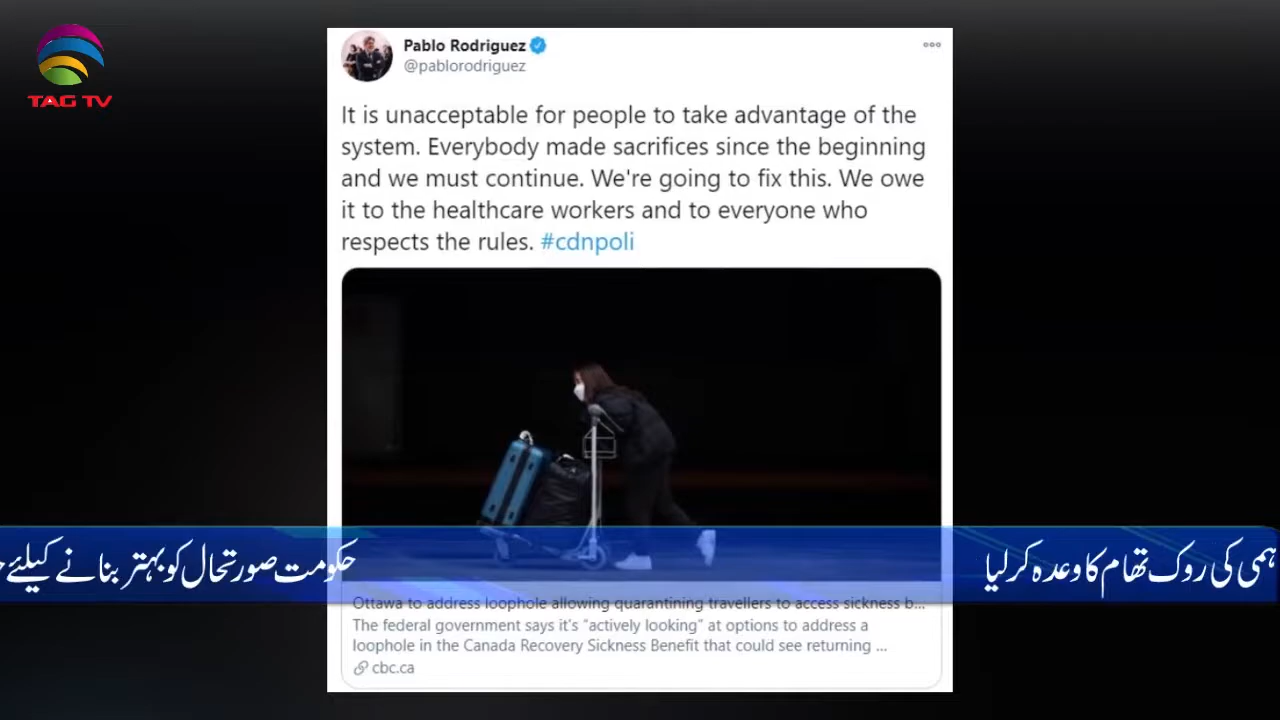 TAG TV
Pablo Rodriguez
@pablorodriguez
It is unacceptable for people to take advantage of the
system. Everybody made sacrifices since the beginning
and we must continue. We're going to fix this. We owe
it to the healthcare workers and to everyone who
respects the rules. #cdnpoli
ہمی کی روک تھام کا وعدہ کرلیا
حکومت صورتحال کو بہتر بنانے کیلئے
Ottawa to address loophole allowing quarantining travellers to access sickness b...
The federal government says it's “actively looking” at options to address a
loophole in the Canada Recovery Sickness Benefit that could see returning ...
cbc.ca